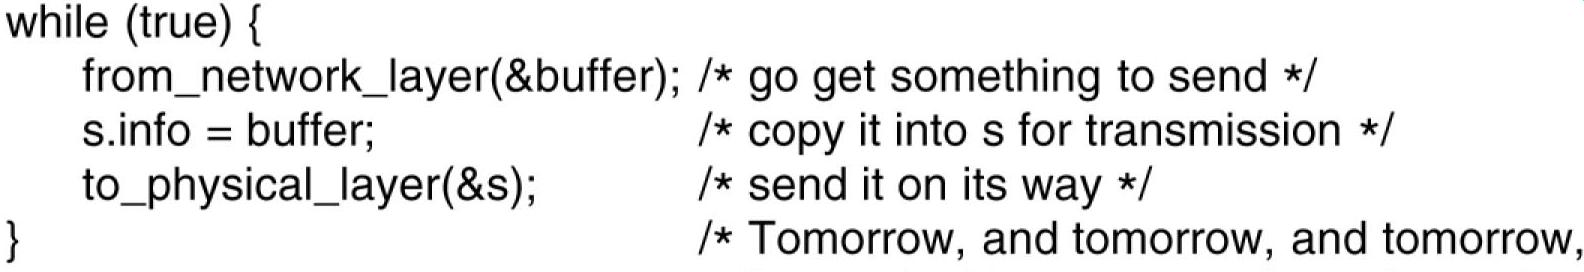 while (true) {
from_network_layer(&buffer); /* go get something to send */
s.info = buffer; /* copy it into s for transmission */
to_physical_layer(&s); /* send it on its way */
} /* Tomorrow, and tomorrow, and tomorrow,